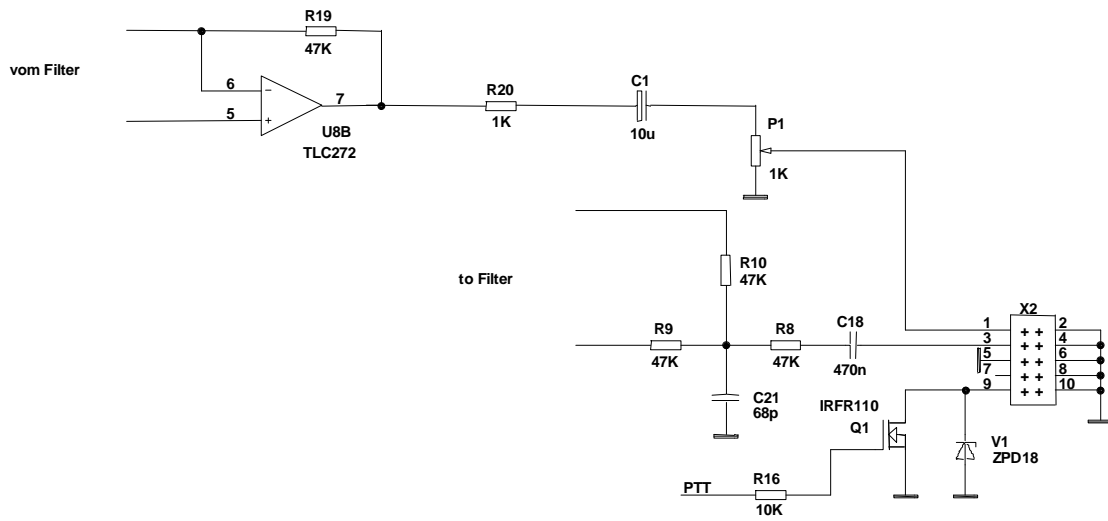 R19
47K
vom Filter
6
5
7
U8B
TLC272
R20
1K
C1
10u
P1
1K
to Filter
R10
47K
R9
47K
R8
47K
C18
470n
C21
68p
X2
1 2
3 4
5 6
7 8
9 10
IRFR110
Q1
V1
ZPD18
PTT
R16
10K